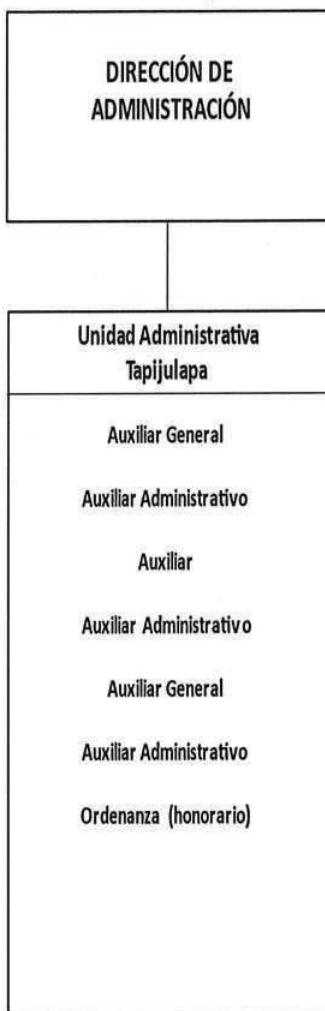 DIRECCIÓN DE
ADMINISTRACIÓN
Unidad Administrativa
Tapijulapa
Auxiliar General
Auxiliar Administrativo
Auxiliar
Auxiliar Administrativo
Auxiliar General
Auxiliar Administrativo
Ordenanza (honorario)